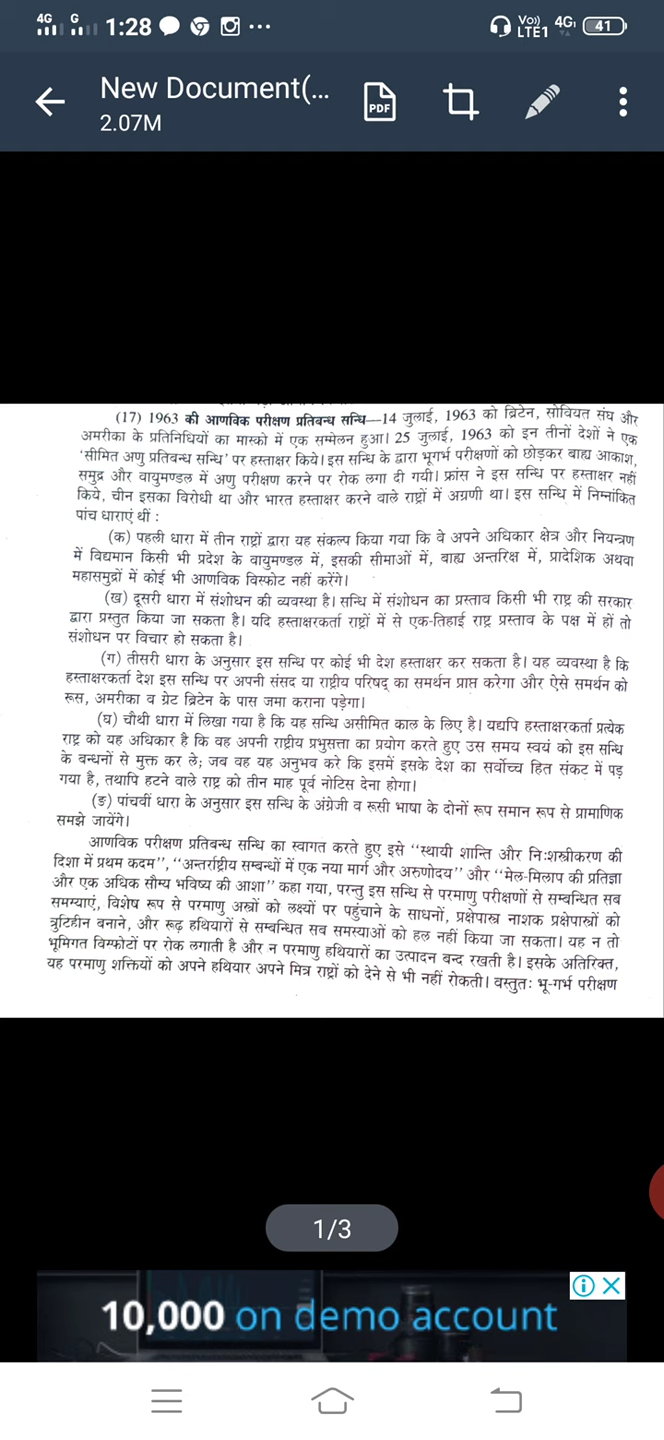 4G G 1:28 Vo)) LTE1 4G 41
New Document(...
2.07M
PDF
(17) 1963 की आणविक परीक्षण प्रतिबन्ध सन्धि—14 जुलाई, 1963 को ब्रिटेन, सोवियत संघ और
अमरीका के प्रतिनिधियों का मास्को में एक सम्मेलन हुआ। 25 जुलाई, 1963 को इन तीनों देशों ने एक
‘सीमित अणु प्रतिबन्ध सन्धि’ पर हस्ताक्षर किये। इस सन्धि के द्वारा भूगर्भ परीक्षणों को छोड़कर बाह्य आकाश,
समुद्र और वायुमण्डल में अणु परीक्षण करने पर रोक लगा दी गयी। फ्रांस ने इस सन्धि पर हस्ताक्षर नहीं
किये, चीन इसका विरोधी था और भारत हस्ताक्षर करने वाले राष्ट्रों में अग्रणी था। इस सन्धि में निम्नांकित
पांच धाराएं थीं :
(क) पहली धारा में तीन राष्ट्रों द्वारा यह संकल्प किया गया कि वे अपने अधिकार क्षेत्र और नियन्त्रण
में विद्यमान किसी भी प्रदेश के वायुमण्डल में, इसकी सीमाओं में, बाह्य अन्तरिक्ष में, प्रादेशिक अथवा
महासमुद्रों में कोई भी आणविक विस्फोट नहीं करेंगे।
(ख) दूसरी धारा में संशोधन की व्यवस्था है। सन्धि में संशोधन का प्रस्ताव किसी भी राष्ट्र की सरकार
द्वारा प्रस्तुत किया जा सकता है। यदि हस्ताक्षरकर्ता राष्ट्रों में से एक-तिहाई राष्ट्र प्रस्ताव के पक्ष में हों तो
संशोधन पर विचार हो सकता है।
(ग) तीसरी धारा के अनुसार इस सन्धि पर कोई भी देश हस्ताक्षर कर सकता है। यह व्यवस्था है कि
हस्ताक्षरकर्ता देश इस सन्धि पर अपनी संसद या राष्ट्रीय परिषद् का समर्थन प्राप्त करेगा और ऐसे समर्थन को
रूस, अमरीका व ग्रेट ब्रिटेन के पास जमा कराना पड़ेगा।
(घ) चौथी धारा में लिखा गया है कि यह सन्धि असीमित काल के लिए है। यद्यपि हस्ताक्षरकर्ता प्रत्येक
राष्ट्र को यह अधिकार है कि वह अपनी राष्ट्रीय प्रभुसत्ता का प्रयोग करते हुए उस समय स्वयं को इस सन्धि
के बन्धनों से मुक्त कर ले; जब वह यह अनुभव करे कि इसमें इसके देश का सर्वोच्च हित संकट में पड़
गया है, तथापि हटने वाले राष्ट्र को तीन माह पूर्व नोटिस देना होगा।
(ङ) पांचवीं धारा के अनुसार इस सन्धि के अंग्रेजी व रूसी भाषा के दोनों रूप समान रूप से प्रामाणिक
समझे जायेंगे।
आणविक परीक्षण प्रतिबन्ध सन्धि का स्वागत करते हुए इसे ‘‘स्थायी शान्ति और निःशस्त्रीकरण की
दिशा में प्रथम कदम’’, ‘‘अन्तर्राष्ट्रीय सम्बन्धों में एक नया मार्ग और अरुणोदय’’ और ‘‘मेल-मिलाप की प्रतिज्ञा
और एक अधिक सौम्य भविष्य की आशा’’ कहा गया, परन्तु इस सन्धि से परमाणु परीक्षणों से सम्बन्धित सब
समस्याएं, विशेष रूप से परमाणु अस्त्रों को लक्ष्यों पर पहुंचाने के साधनों, प्रक्षेपास्त्र नाशक प्रक्षेपास्त्रों को
त्रुटिहीन बनाने, और रूढ़ हथियारों से सम्बन्धित सब समस्याओं को हल नहीं किया जा सकता। यह न तो
भूमिगत विस्फोटों पर रोक लगाती है और न परमाणु हथियारों का उत्पादन बन्द रखती है। इसके अतिरिक्त,
यह परमाणु शक्तियों को अपने हथियार अपने मित्र राष्ट्रों को देने से भी नहीं रोकती। वस्तुतः भू-गर्भ परीक्षण
1/3
10,000 on demo account